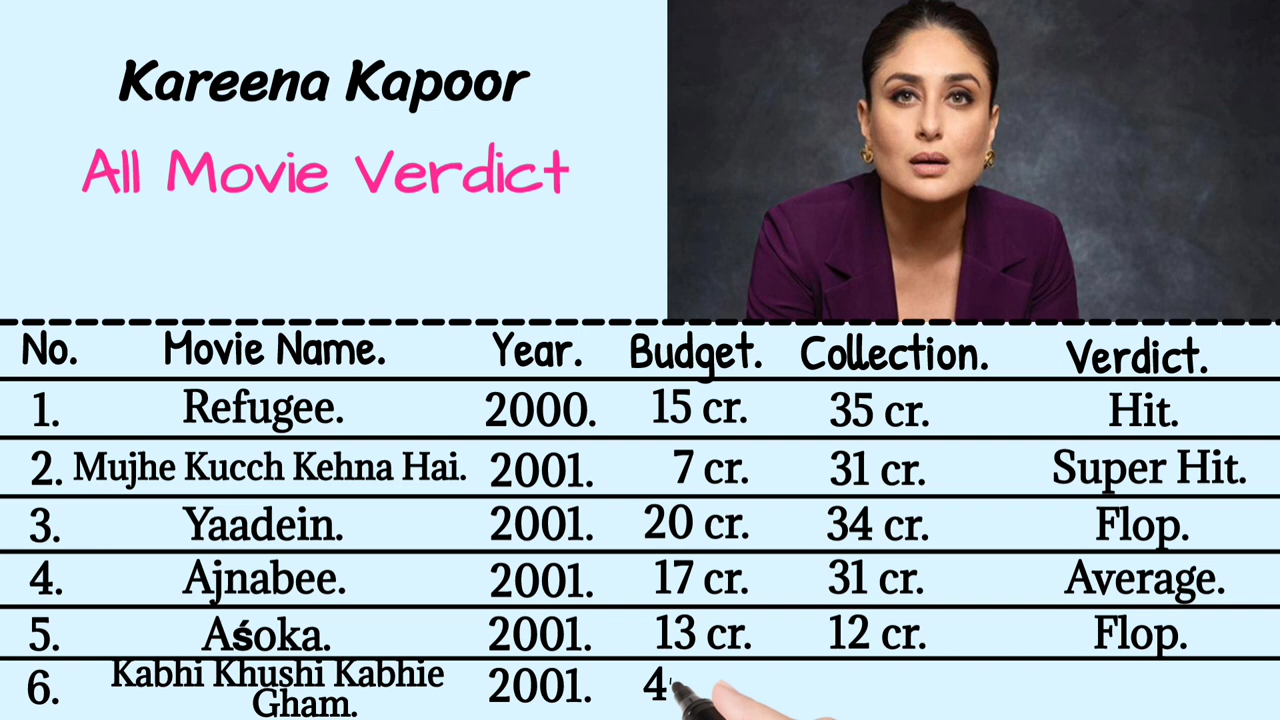 Kareena Kapoor
All Movie Verdict
No. Movie Name. Year. Budget. Collection. Verdict.
1. Refugee. 2000. 15 cr. 35 cr. Hit.
2. Mujhe Kucch Kehna Hai. 2001. 7 cr. 31 cr. Super Hit.
3. Yaadein. 2001. 20 cr. 34 cr. Flop.
4. Ajnabee. 2001. 17 cr. 31 cr. Average.
5. Aśoka. 2001. 13 cr. 12 cr. Flop.
6. Kabhi Khushi Kabhie 2001. 4
Gham.